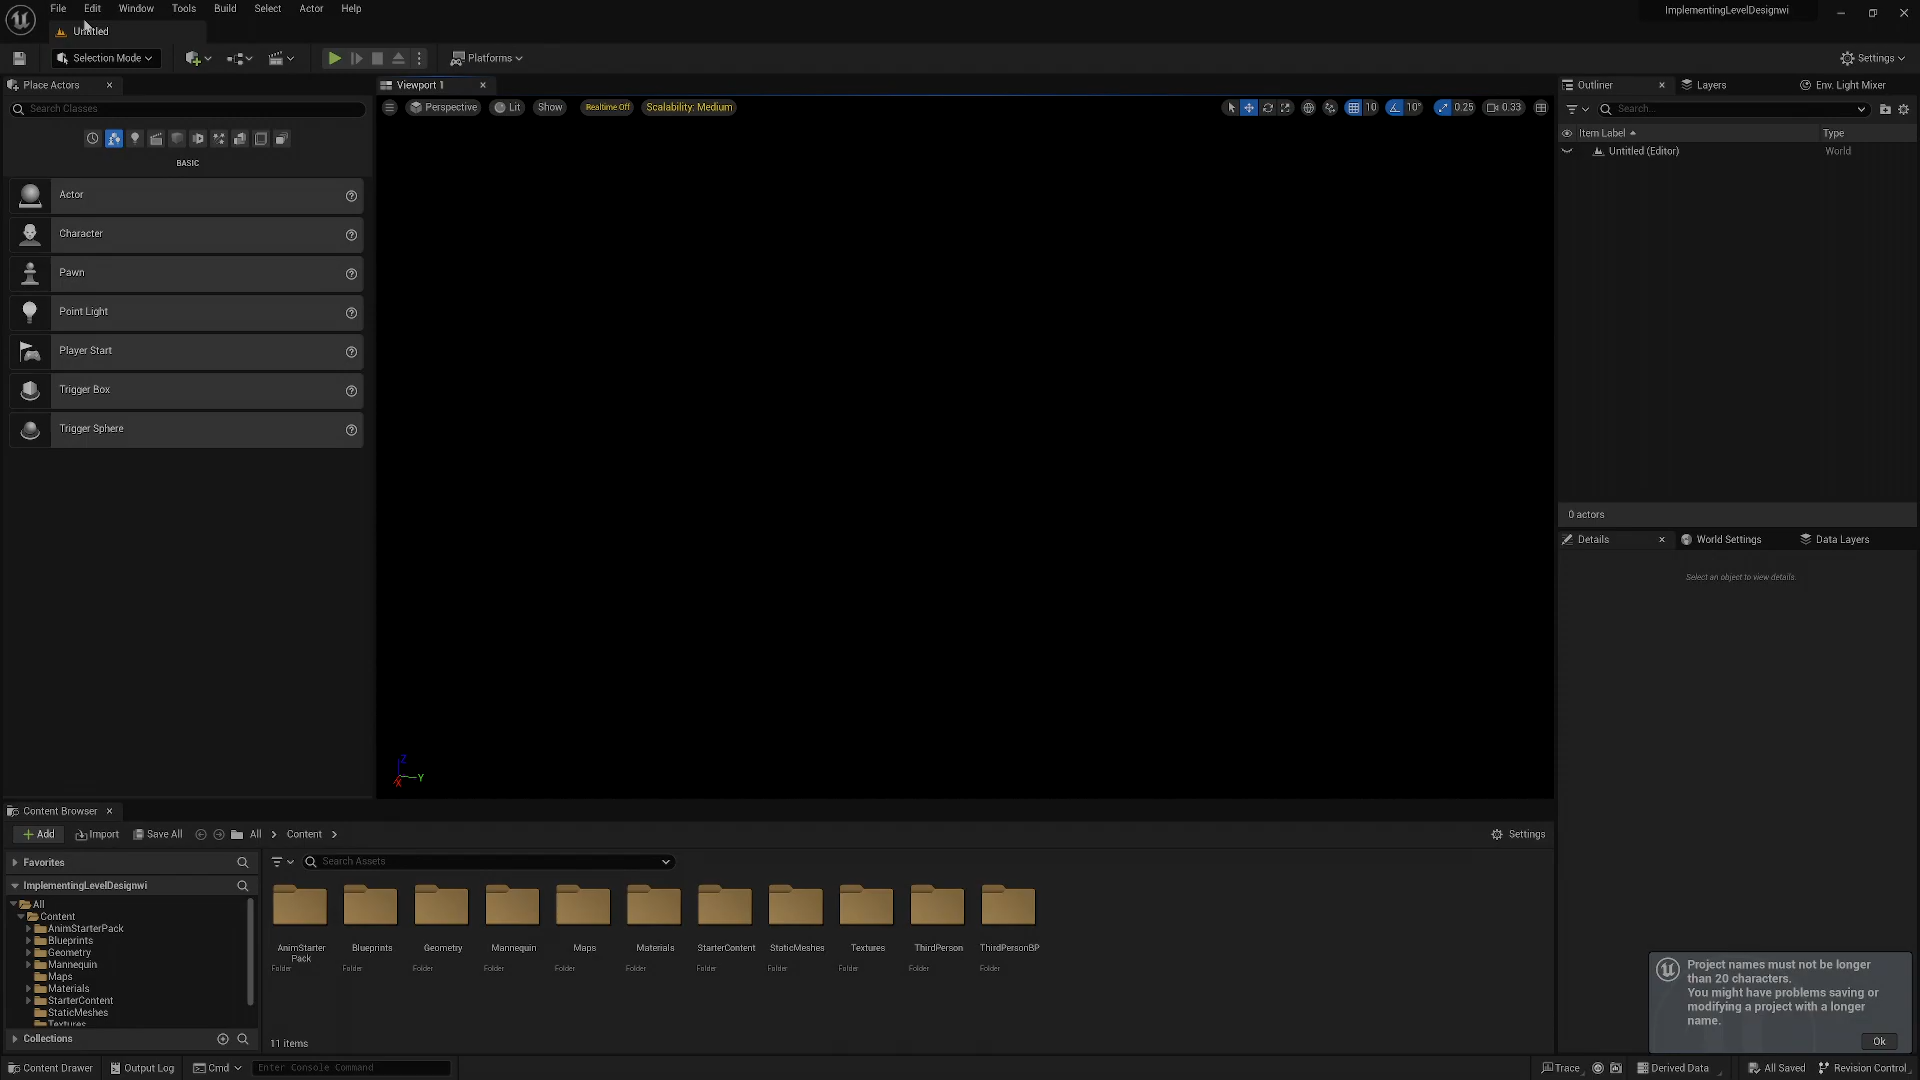 File Edit Window Tools Build Select Actor Help
ImplementingLevelDesignwi
Untitled
Selection Mode
Platforms
Settings
Place Actors
Viewport 1
Outliner
Layers
Env. Light Mixer
Search Classes
Perspective
Lit
Show
Realtime Off
Scalability: Medium
10
10°
0.25
0.33
Search...
Item Label
Type
Untitled (Editor)
World
BASIC
Actor
Character
Pawn
Point Light
Player Start
Trigger Box
Trigger Sphere
0 actors
Details
World Settings
Data Layers
Select an object to view details.
Z
Y
X
Content Browser
Add
Import
Save All
All
Content
Settings
Favorites
Search Assets
ImplementingLevelDesignwi
All
Content
AnimStarterPack
Blueprints
Geometry
Mannequin
Maps
Materials
StarterContent
StaticMeshes
Textures
Collections
AnimStarter
Pack
Folder
Blueprints
Folder
Geometry
Folder
Mannequin
Folder
Maps
Folder
Materials
Folder
StarterContent
Folder
StaticMeshes
Folder
Textures
Folder
ThirdPerson
Folder
ThirdPersonBP
Folder
11 items
Project names must not be longer
than 20 characters.
You might have problems saving or
modifying a project with a longer
name.
Ok
Content Drawer
Output Log
Cmd
Enter Console Command
Trace
Derived Data
All Saved
Revision Control